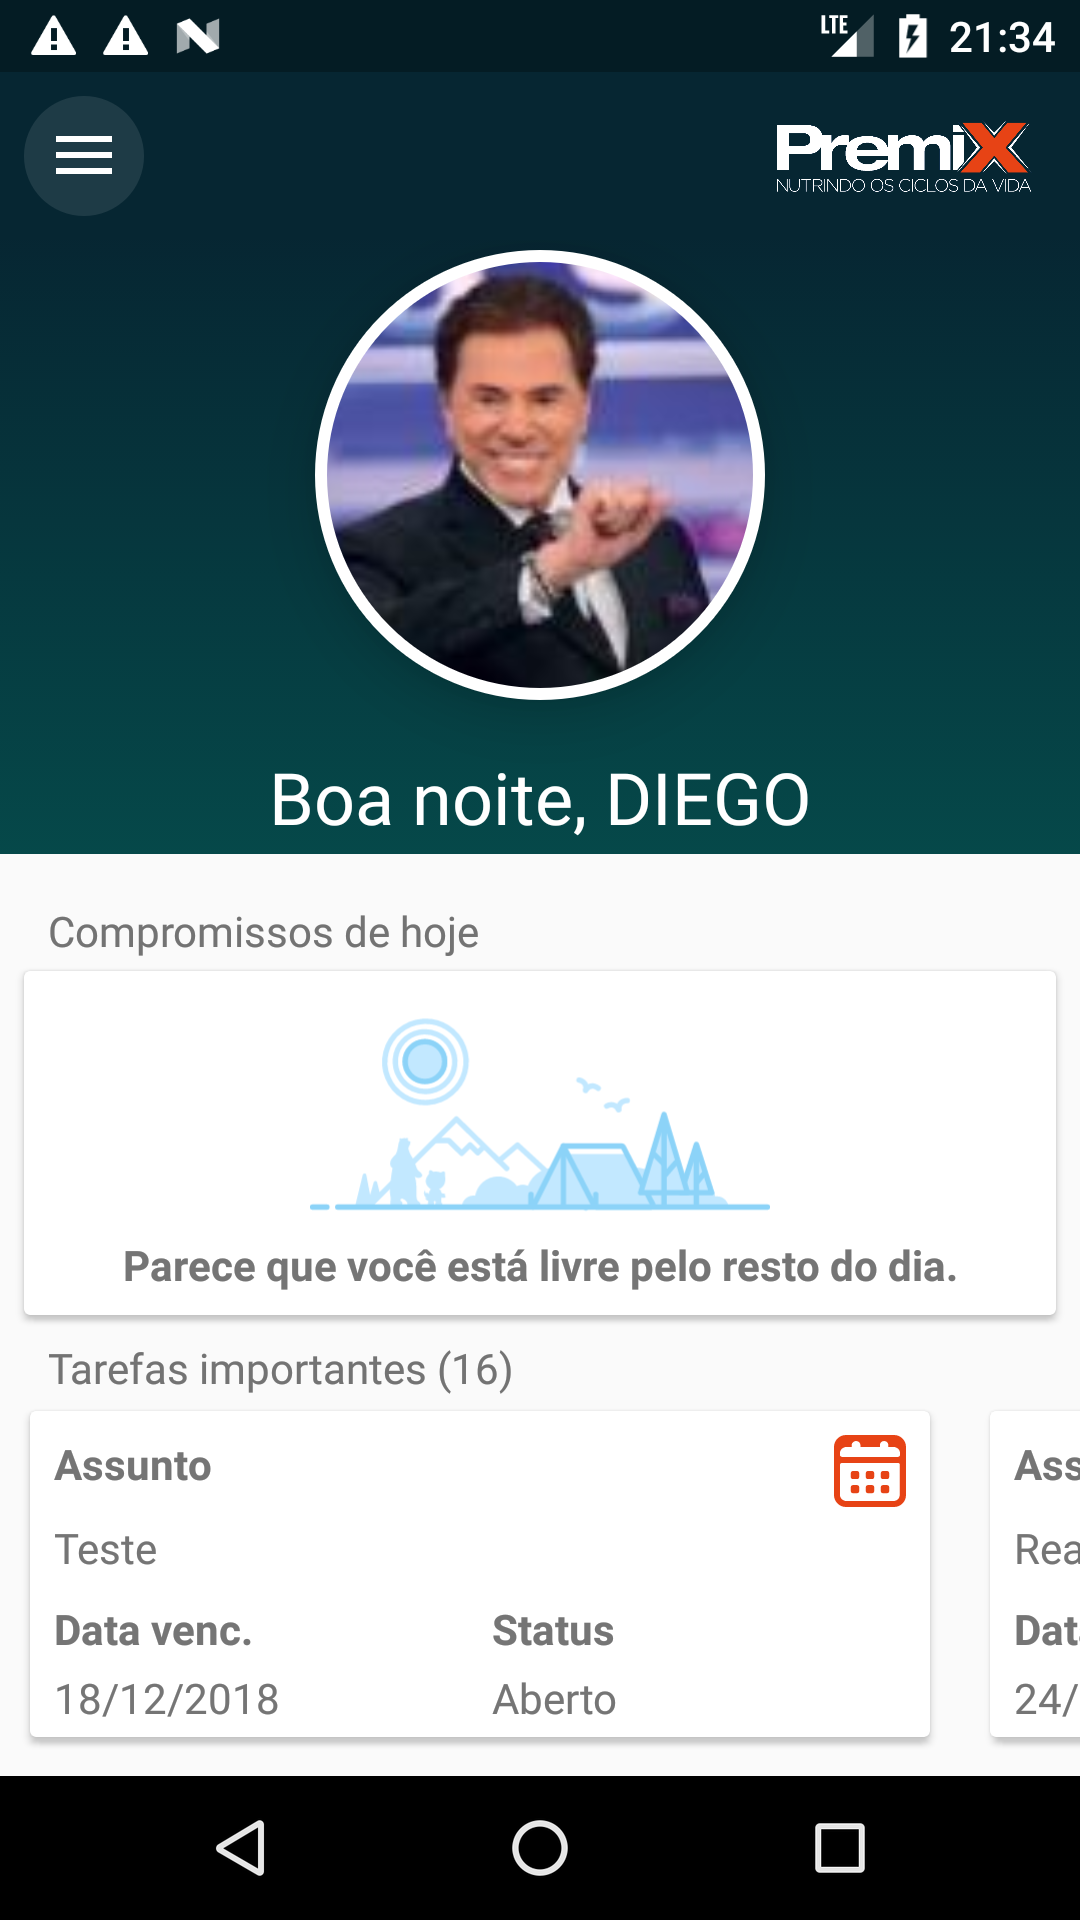 LTE 21:34
PremiX
NUTRINDO OS CICLOS DA VIDA
Boa noite, DIEGO
Compromissos de hoje
Parece que você está livre pelo resto do dia.
Tarefas importantes (16)
Assunto
Ass
Teste
Rea
Data venc.
Status
Dat
18/12/2018
Aberto
24/